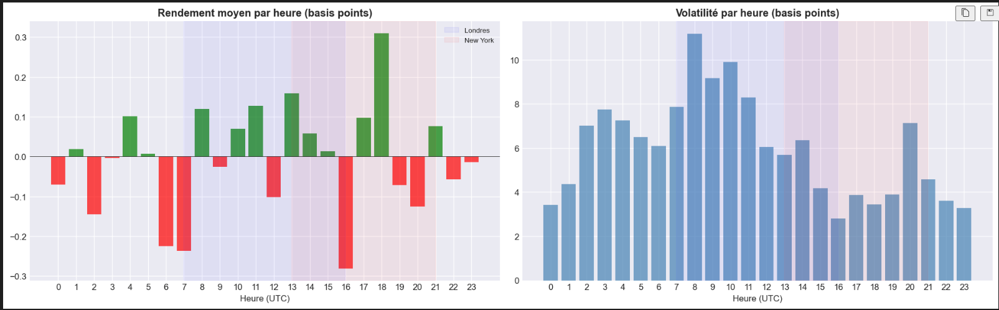 Rendement moyen par heure (basis points)
0.3
0.2
0.1
0.0
−0.1
−0.2
−0.3
Londres
New York
0 1 2 3 4 5 6 7 8 9 10 11 12 13 14 15 16 17 18 19 20 21 22 23
Heure (UTC)
Volatilité par heure (basis points)
10
8
6
4
2
0
0 1 2 3 4 5 6 7 8 9 10 11 12 13 14 15 16 17 18 19 20 21 22 23
Heure (UTC)